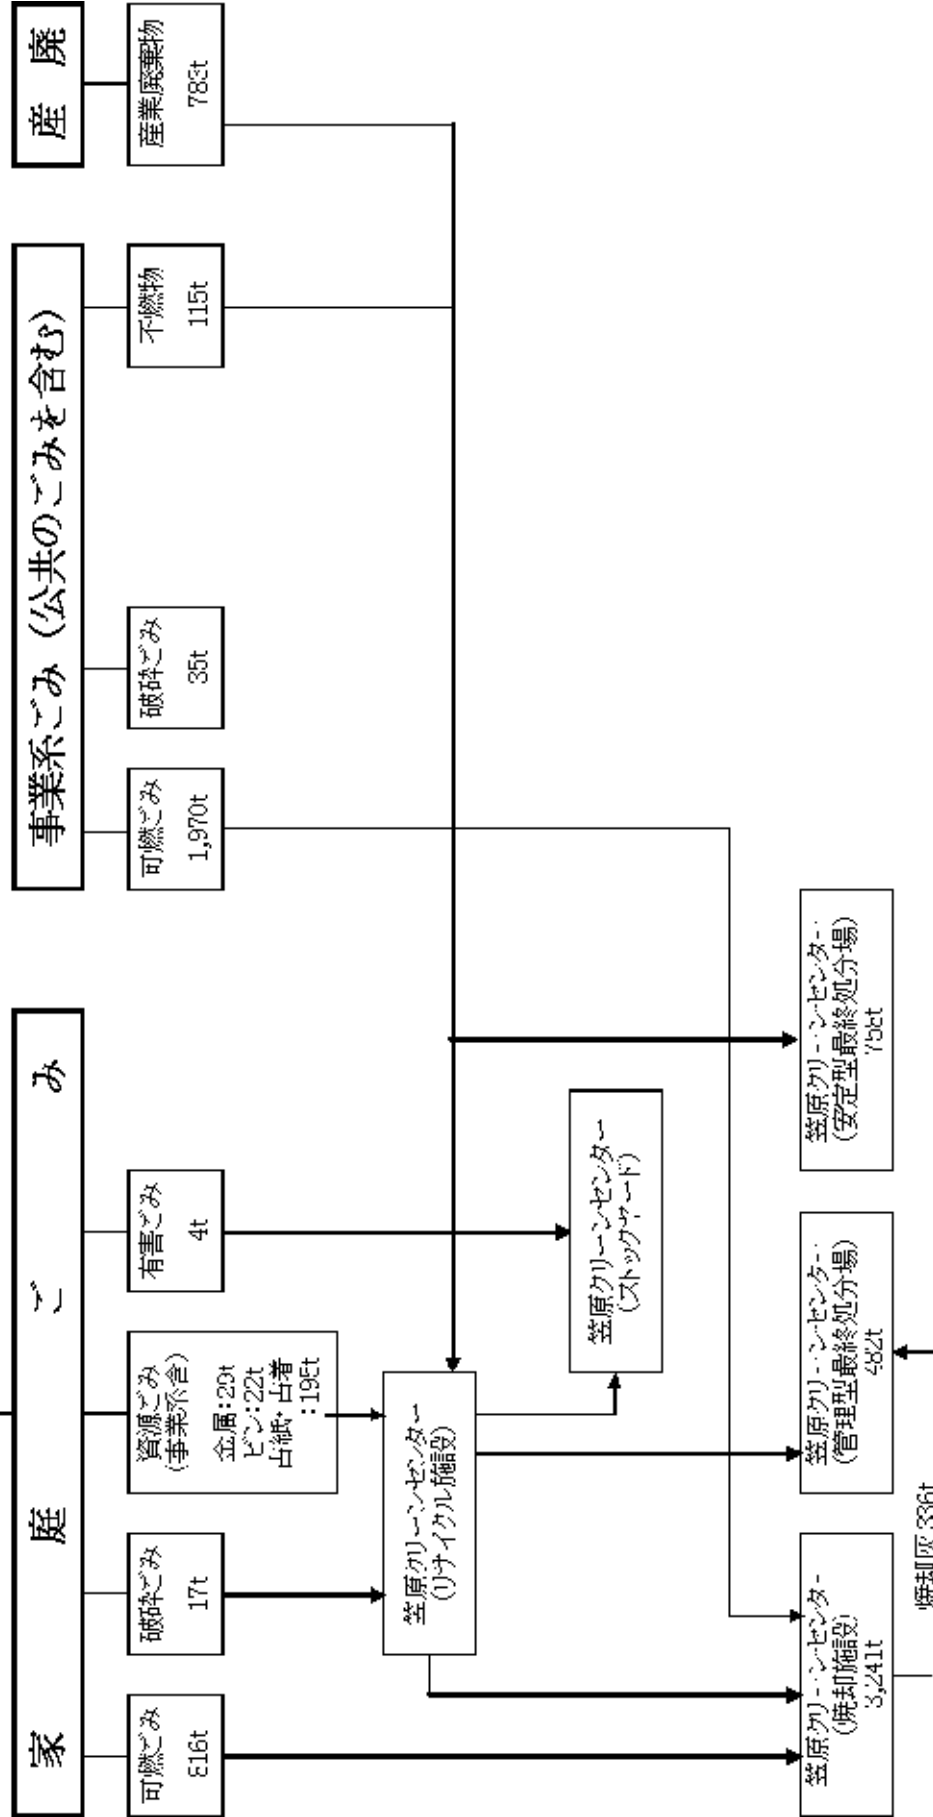 家庭ごみ
事業系ごみ（公共のごみを含む）
産廃
可燃ごみ
816t
破砕ごみ
17t
資源ごみ
(事業系含)
金属:29t
ビン:22t
古紙・古着
:195t
有害ごみ
4t
可燃ごみ
1,970t
破砕ごみ
35t
不燃物
115t
産業廃棄物
783t
笠原クリーンセンター
(リサイクル施設)
笠原クリーンセンター
(ストックヤード)
笠原クリーンセンター
(焼却施設)
3,241t
笠原クリーンセンター
(管理型最終処分場)
482t
笠原クリーンセンター
(安定型最終処分場)
焼却灰 336t